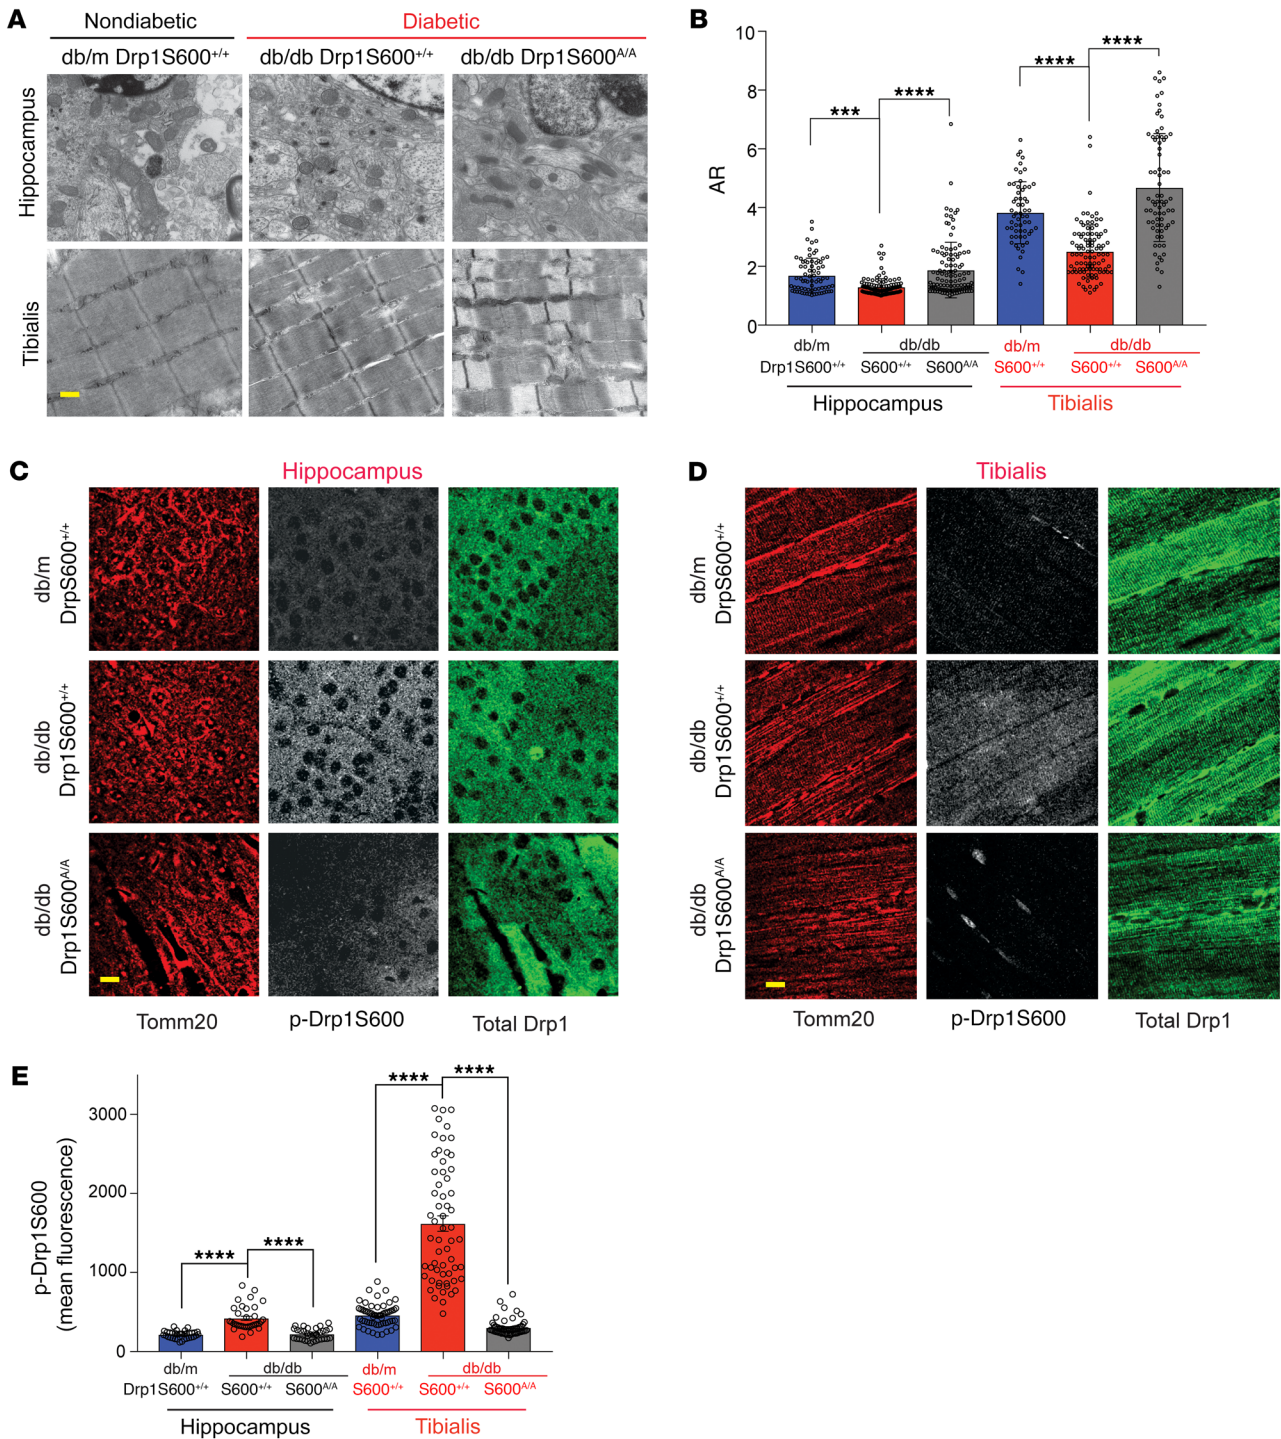 A
Nondiabetic
Diabetic
db/m Drp1S600+/+
db/db Drp1S600+/+
db/db Drp1S600A/A
Hippocampus
Tibialis
B
10
8
6
4
2
0
AR
***
****
****
****
db/m
db/db
db/m
db/db
Drp1S600+/+
S600+/+
S600A/A
S600+/+
S600+/+
S600A/A
Hippocampus
Tibialis
C
Hippocampus
db/m
DrpS600+/+
db/db
Drp1S600+/+
db/db
Drp1S600A/A
Tomm20
p-Drp1S600
Total Drp1
D
Tibialis
db/m
DrpS600+/+
db/db
Drp1S600+/+
db/db
Drp1S600A/A
Tomm20
p-Drp1S600
Total Drp1
E
p-Drp1S600
(mean fluorescence)
3000
2000
1000
0
****
****
****
****
db/m
db/db
db/m
db/db
Drp1S600+/+
S600+/+
S600A/A
S600+/+
S600+/+
S600A/A
Hippocampus
Tibialis